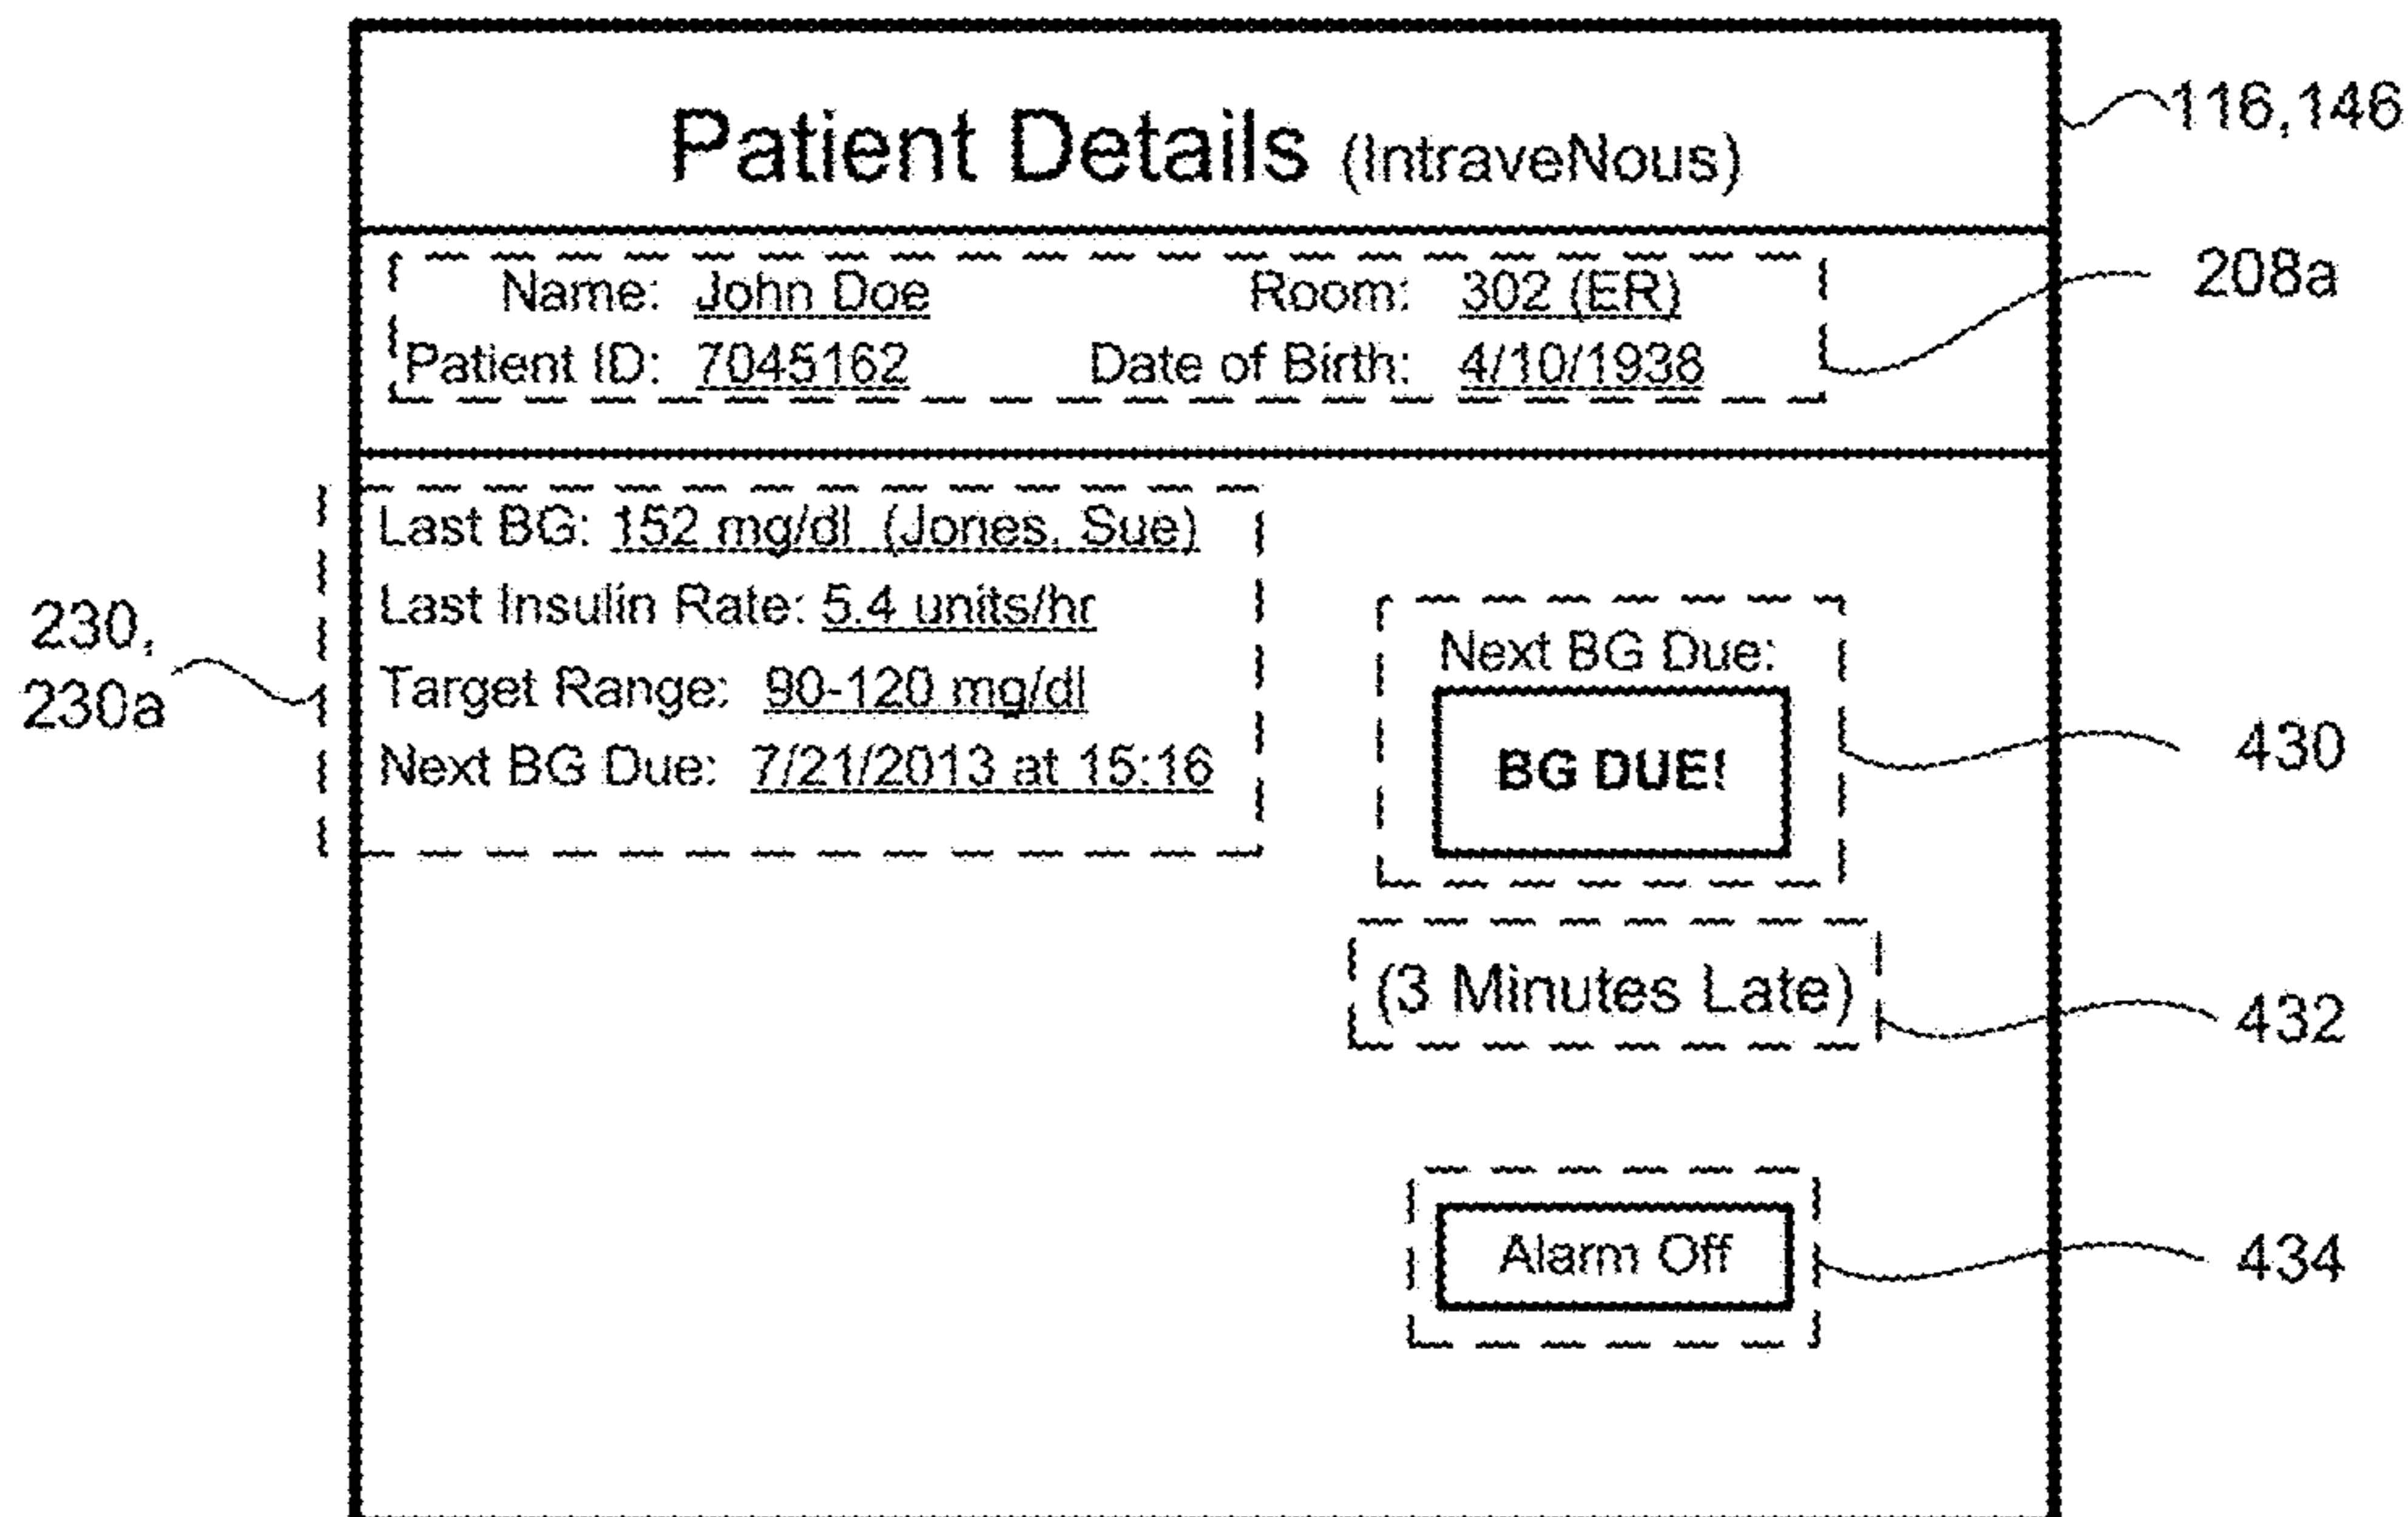 Patient Details (IntraveNous)
116,146
Name: John Doe Room: 302 (ER)
208a
Patient ID: 7045162 Date of Birth: 4/10/1938
Last BG: 152 mg/dl (Jones, Sue)
Last Insulin Rate: 5.4 units/hr
230,
230a
Target Range: 90-120 mg/dl
Next BG Due: 7/21/2013 at 15:16
Next BG Due:
BG DUE!
430
(3 Minutes Late)
432
Alarm Off
434